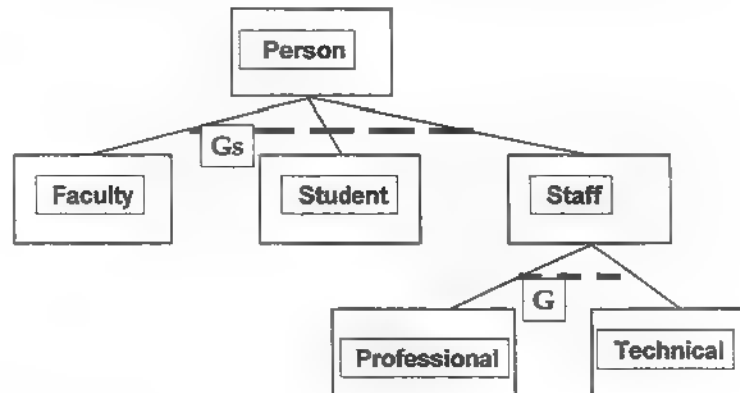 Person
Gs
Faculty
Student
Staff
G
Professional
Technical